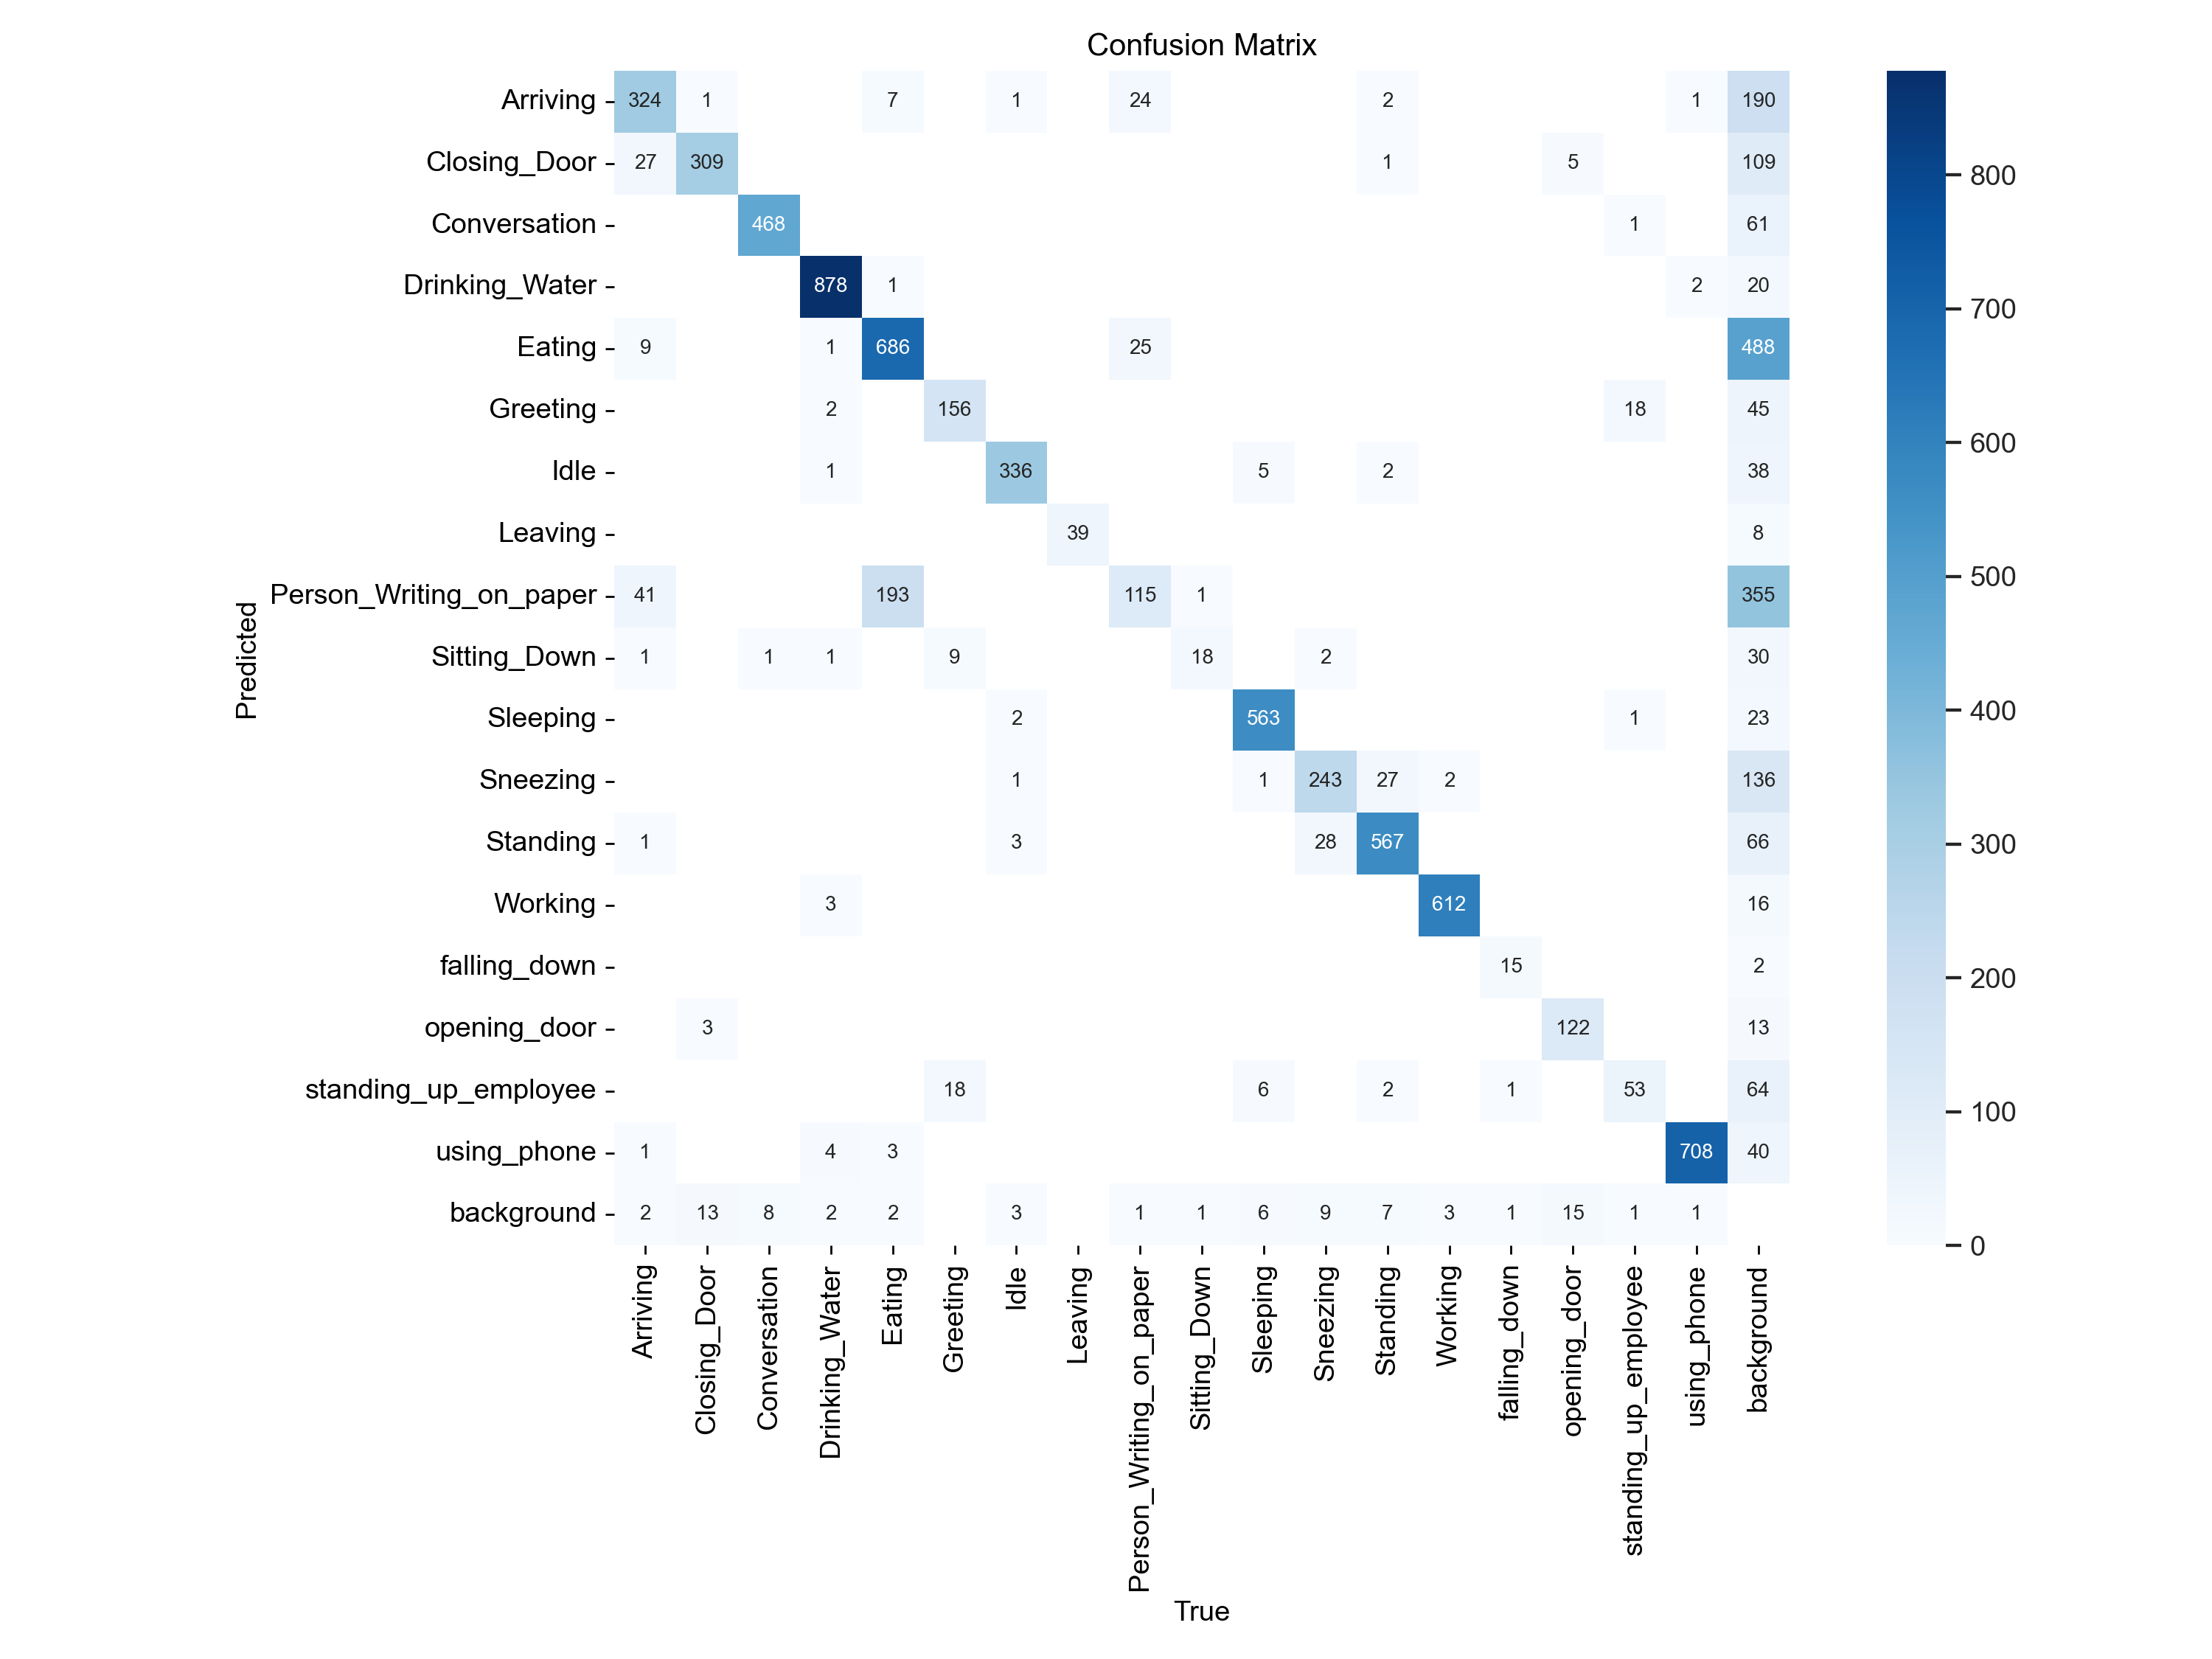 Confusion Matrix
Arriving 324 1 7 1 24 2 1 190
Closing_Door 27 309 1 5 109
Conversation 468 1 61
Drinking_Water 878 1 2 20
Eating 9 1 686 25 488
Greeting 2 156 18 45
Idle 1 336 5 2 38
Leaving 39 8
Person_Writing_on_paper 41 193 115 1 355
Sitting_Down 1 1 1 9 18 2 30
Sleeping 2 563 1 23
Sneezing 1 1 243 27 2 136
Standing 1 3 28 567 66
Working 3 612 16
falling_down 15 2
opening_door 3 122 13
standing_up_employee 18 6 2 1 53 64
using_phone 1 4 3 708 40
background 2 13 8 2 2 3 1 1 6 9 7 3 1 15 1 1
Predicted
Arriving
Closing_Door
Conversation
Drinking_Water
Eating
Greeting
Idle
Leaving
Person_Writing_on_paper
Sitting_Down
Sleeping
Sneezing
Standing
Working
falling_down
opening_door
standing_up_employee
using_phone
background
True
800
700
600
500
400
300
200
100
0